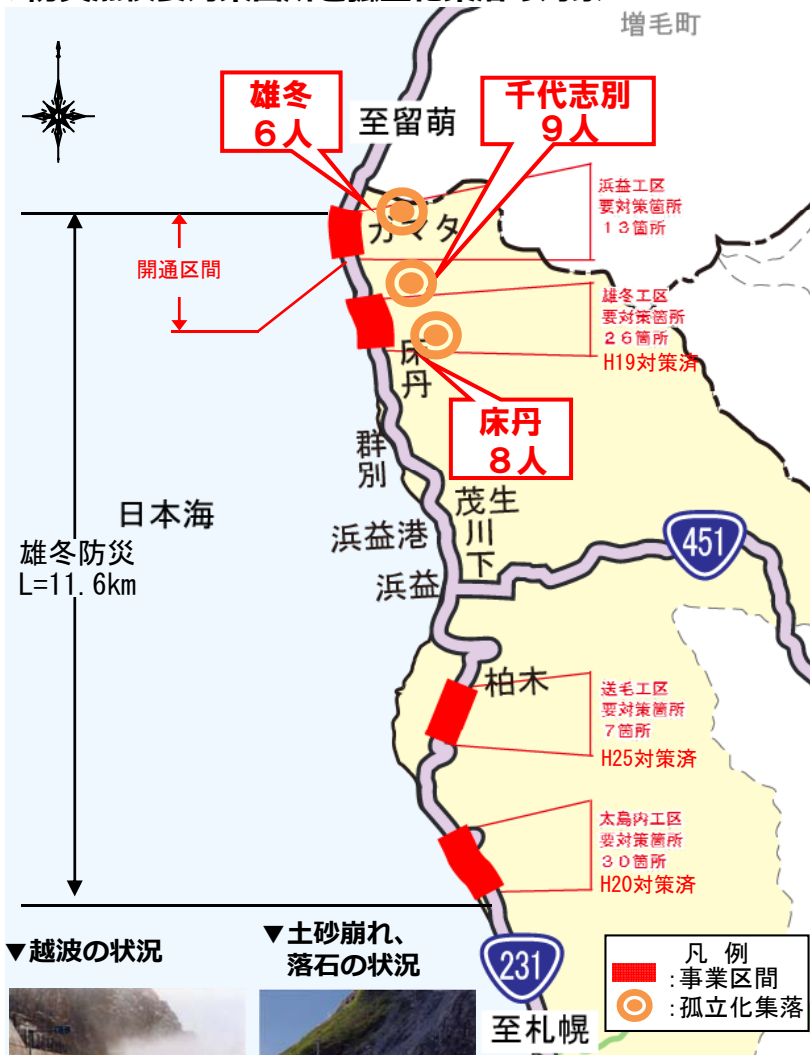 増毛町
雄冬
６人
至留萌
千代志別
９人
浜益工区
要対策箇所
１３箇所
ガマタ
開通区間
雄冬工区
要対策箇所
２６箇所
H19対策済
床丹
床丹
８人
群別
日本海
茂生
川下
浜益港
浜益
451
雄冬防災
L=11.6km
柏木
送毛工区
要対策箇所
７箇所
H25対策済
太島内工区
要対策箇所
３０箇所
H20対策済
▼越波の状況
▼土砂崩れ、
落石の状況
231
至札幌
凡 例
：事業区間
：孤立化集落